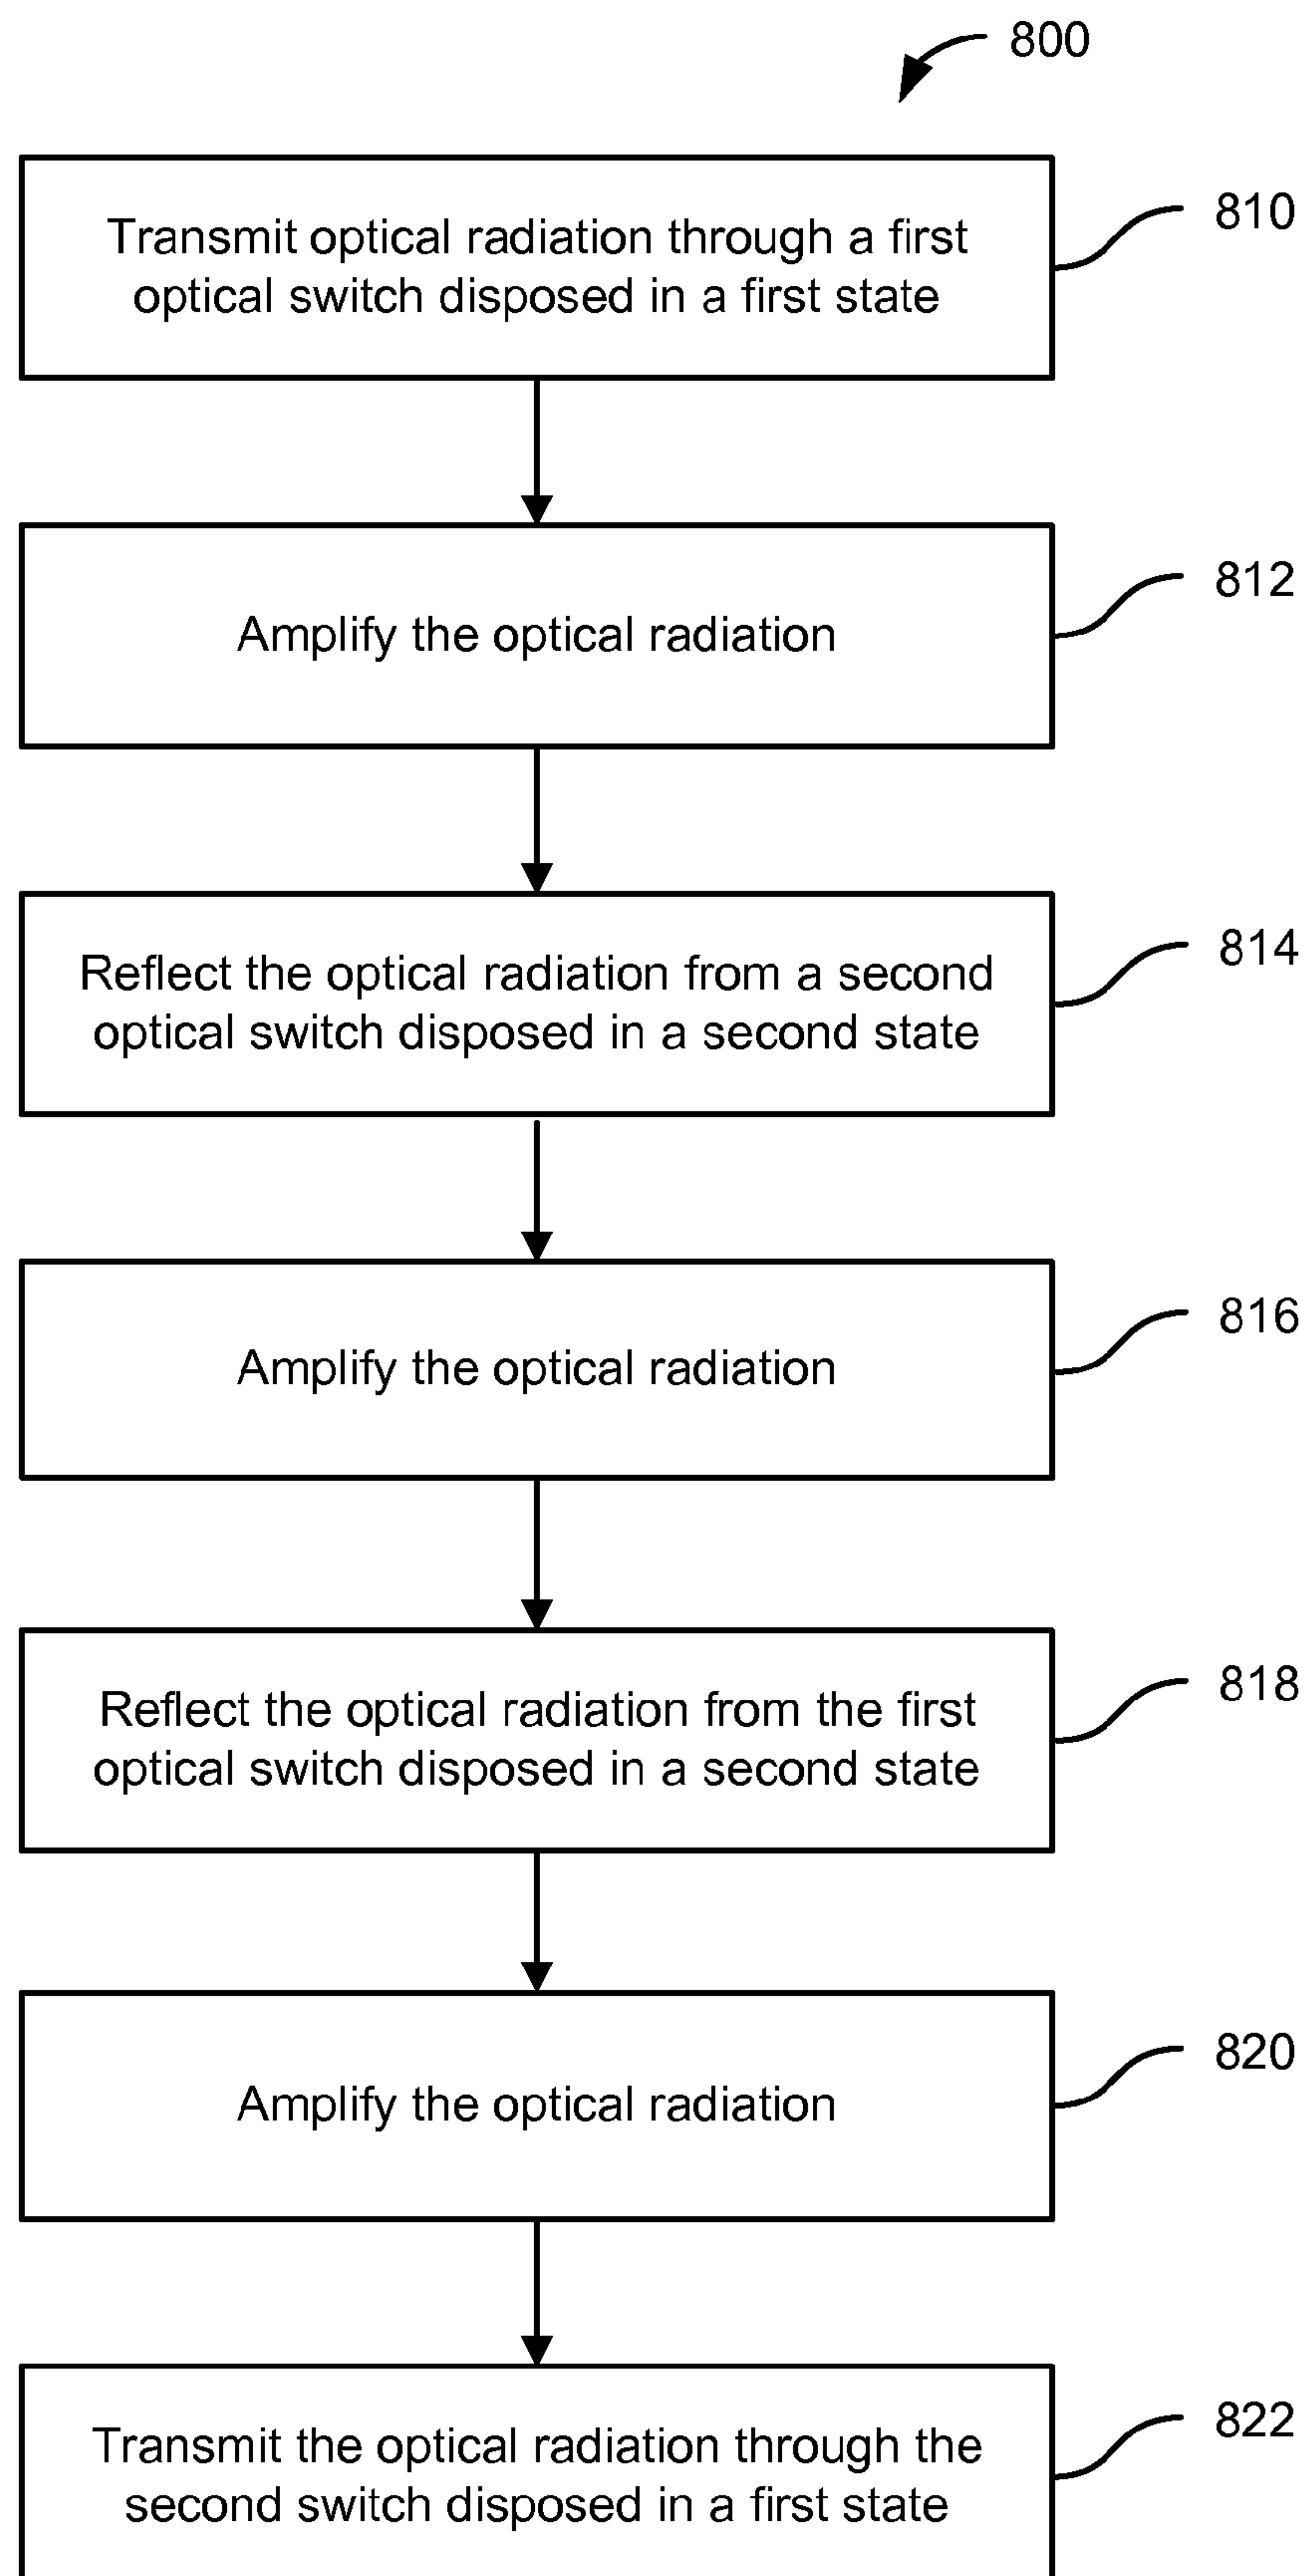 800
Transmit optical radiation through a first
optical switch disposed in a first state
810
Amplify the optical radiation
812
Reflect the optical radiation from a second
optical switch disposed in a second state
814
Amplify the optical radiation
816
Reflect the optical radiation from the first
optical switch disposed in a second state
818
Amplify the optical radiation
820
Transmit the optical radiation through the
second switch disposed in a first state
822